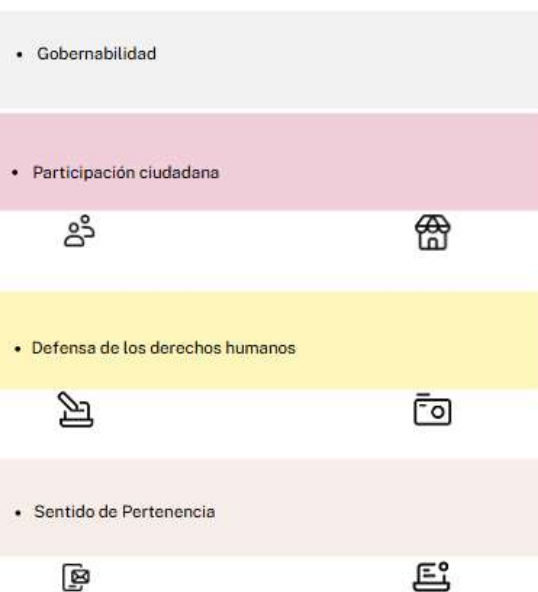 • Gobernabilidad
• Participación ciudadana
• Defensa de los derechos humanos
• Sentido de Pertenencia